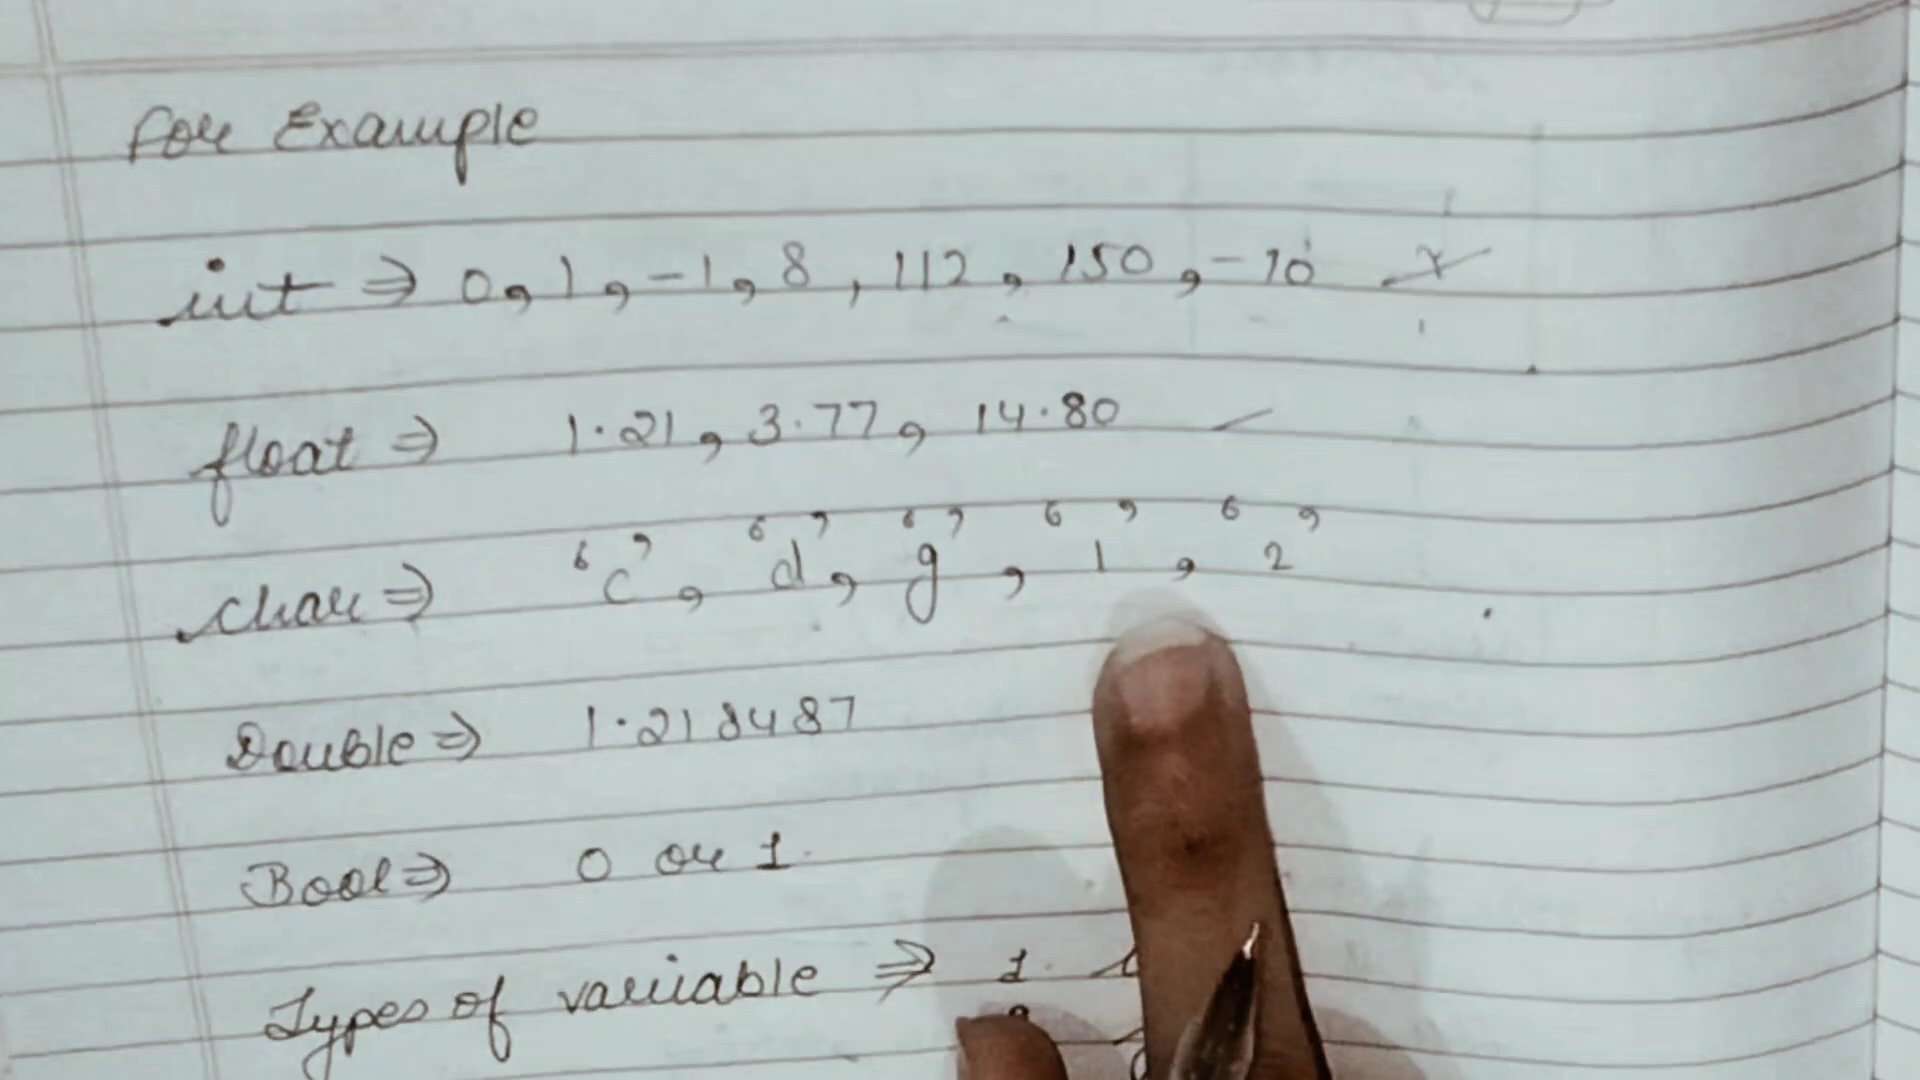 For Example
int ⇒ 0, 1, -1, 8, 112, 150, -10
float ⇒ 1.21, 3.77, 14.80
char ⇒ ‘c’, ‘d’, ‘g’, ‘1’, ‘2’
Double ⇒ 1.218487
Bool ⇒ 0 or 1.
Types of variable ⇒ 1.